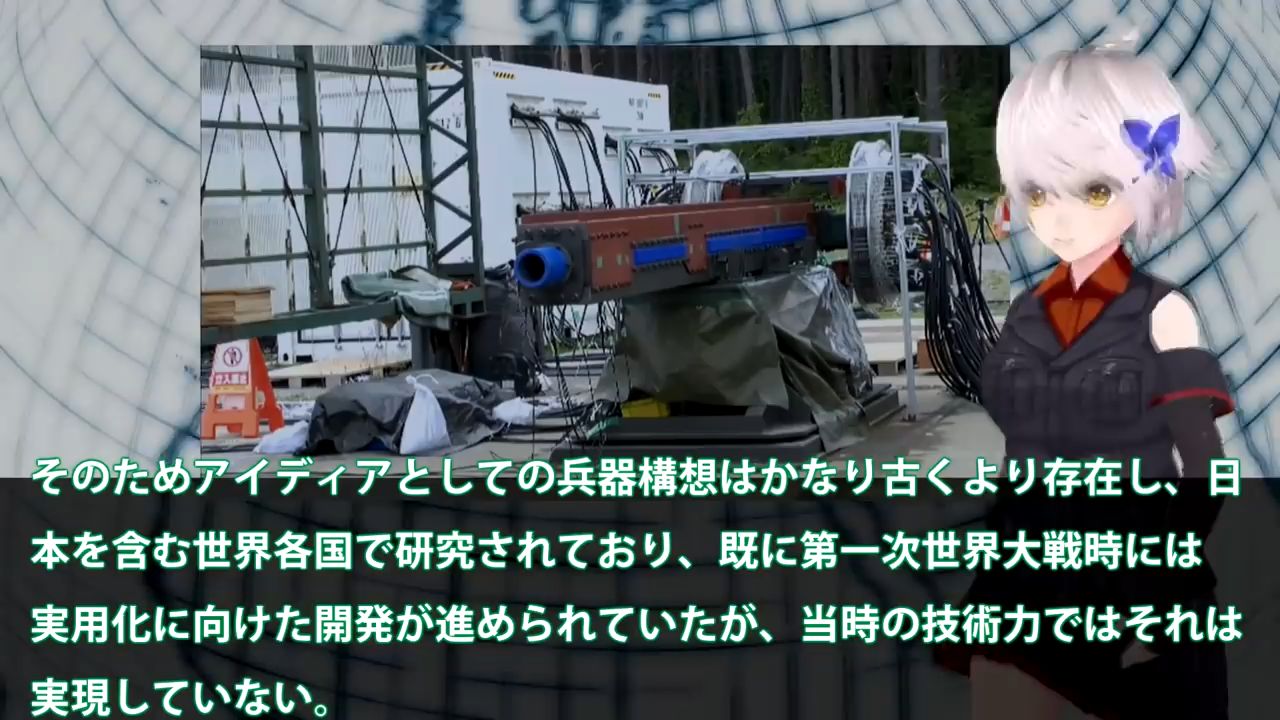 立入禁止
そのためアイディアとしての兵器構想はかなり古くより存在し、日
本を含む世界各国で研究されており、既に第一次世界大戦時には
実用化に向けた開発が進められていたが、当時の技術力ではそれは
実現していない。